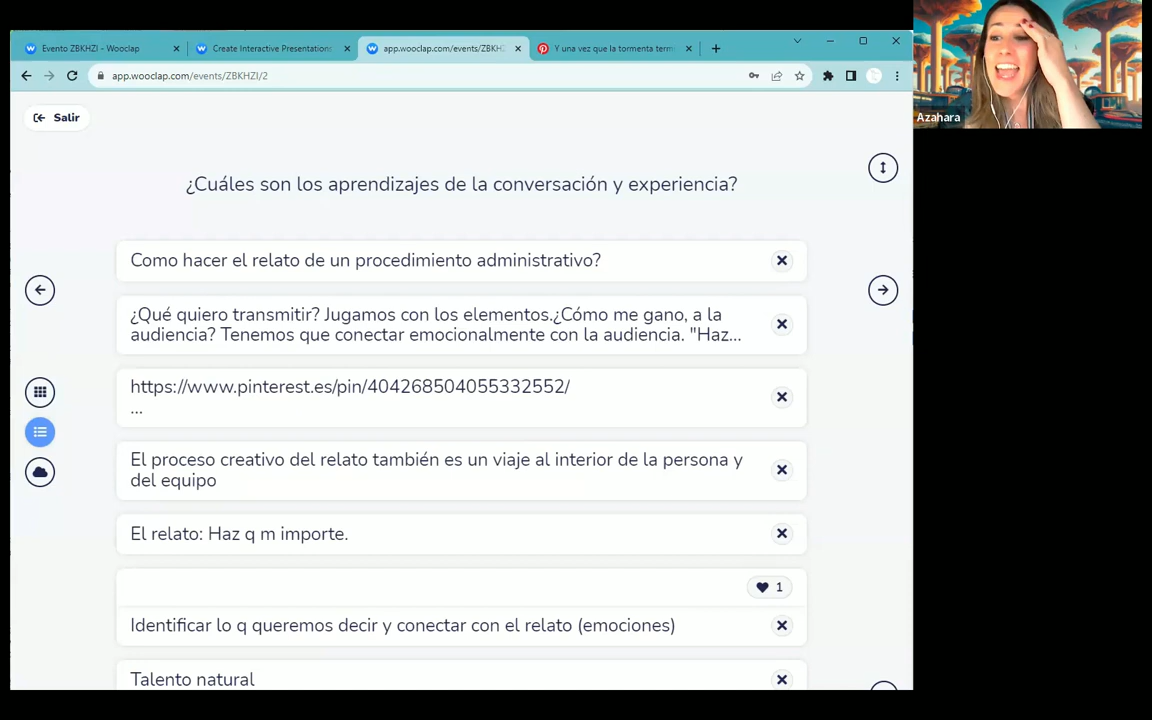 Evento ZBKHZI - Wooclap
Create Interactive Presentation
app.wooclap.com/events/ZBKHZ
Y una vez que la tormenta term
app.wooclap.com/events/ZBKHZI/2
Azahara
Salir
¿Cuáles son los aprendizajes de la conversación y experiencia?
Como hacer el relato de un procedimiento administrativo?
¿Qué quiero transmitir? Jugamos con los elementos.¿Cómo me gano, a la
audiencia? Tenemos que conectar emocionalmente con la audiencia. "Haz...
https://www.pinterest.es/pin/404268504055332552/
...
El proceso creativo del relato también es un viaje al interior de la persona y
del equipo
El relato: Haz q m importe.
1
Identificar lo q queremos decir y conectar con el relato (emociones)
Talento natural